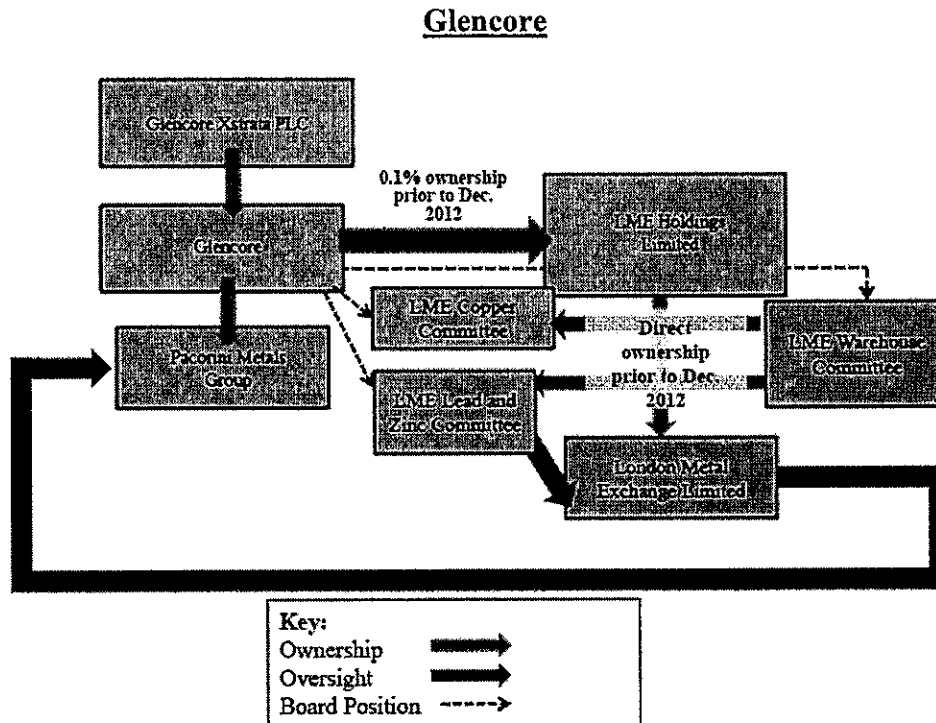 Glencore
Glencore Xstrata PLC
0.1% ownership
prior to Dec.
2012
LME Holdings
Limited
Glencore
LME Copper
Committee
Direct
ownership
prior to Dec.
2012
LME Warehouse
Committee
Pacorini Metals
Group
LME Lead and
Zinc Committee
London Metal
Exchange Limited
Key:
Ownership
Oversight
Board Position